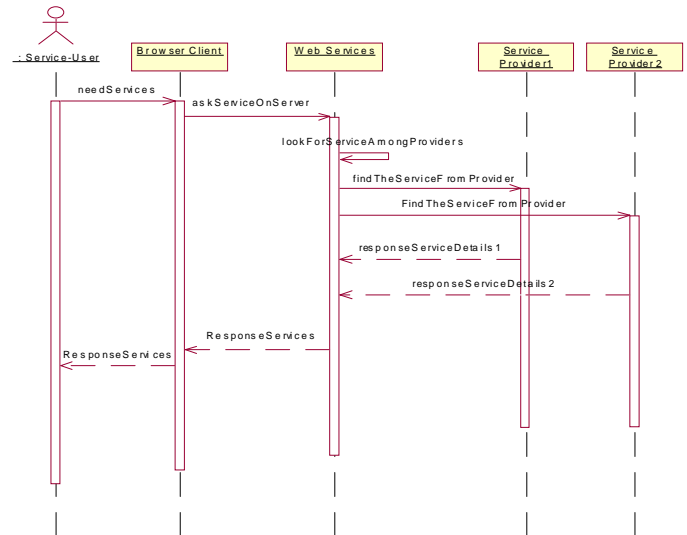 : Service-User
Browser Client
Web Services
Service
Provider1
Service
Provider2
needServices
askServiceOnServer
lookForServiceAmongProviders
findTheServiceFromProvider
FindTheServiceFromProvider
responseServiceDetails1
responseServiceDetails2
ResponseServices
ResponseServices